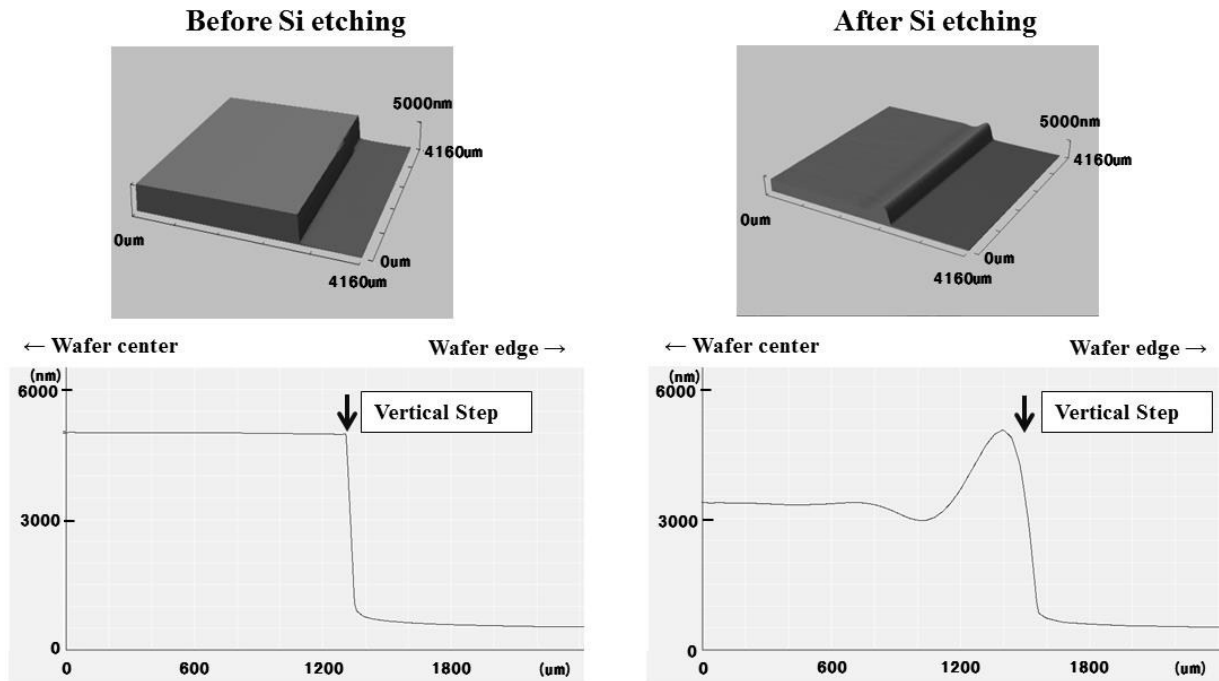 Before Si etching
5000nm
4160um
0um
0um
4160um
← Wafer center
Wafer edge →
(nm)
6000
Vertical Step
3000
0
0
600
1200
1800
(um)
After Si etching
5000nm
4160um
0um
0um
4160um
← Wafer center
Wafer edge →
(nm)
6000
Vertical Step
3000
0
0
600
1200
1800
(um)